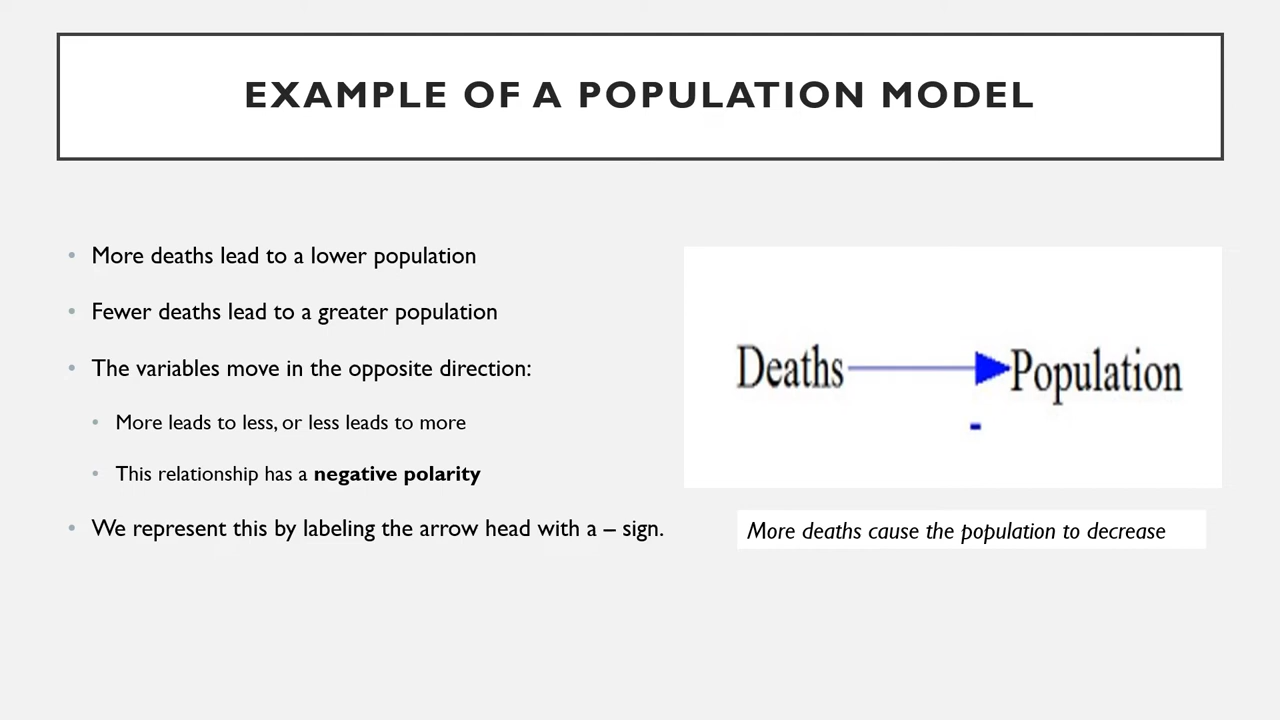 EXAMPLE OF A POPULATION MODEL
• More deaths lead to a lower population
• Fewer deaths lead to a greater population
• The variables move in the opposite direction:
• More leads to less, or less leads to more
• This relationship has a negative polarity
• We represent this by labeling the arrow head with a – sign.
Deaths Population
-
More deaths cause the population to decrease